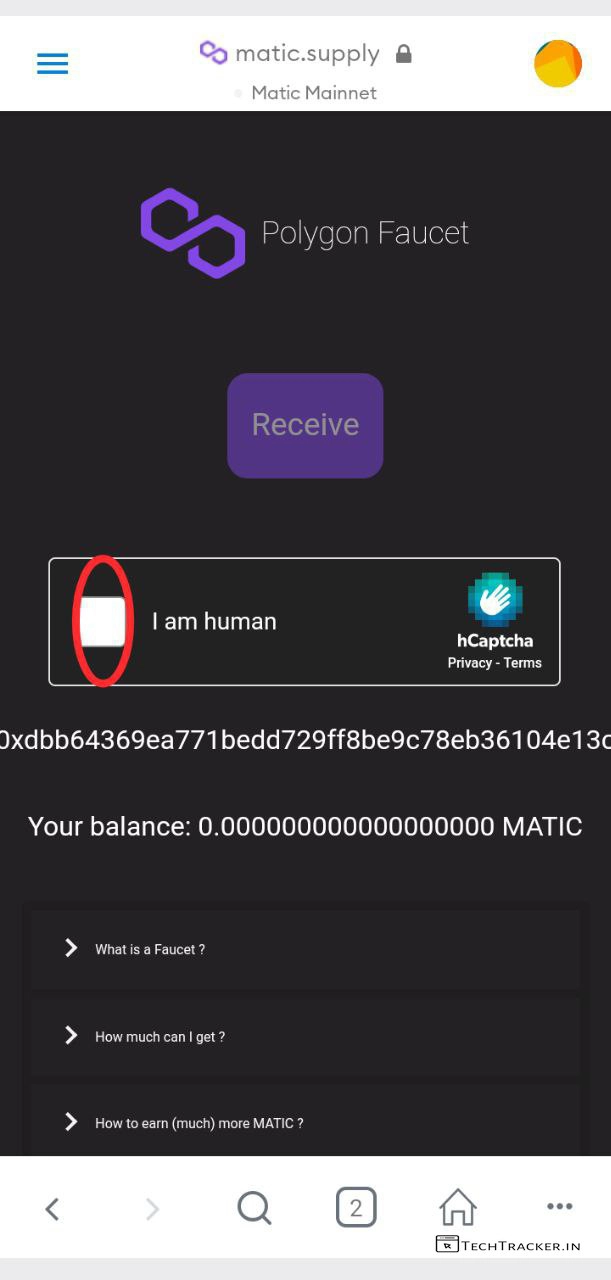 matic.supply
Matic Mainnet
Polygon Faucet
Receive
I am human
hCaptcha
Privacy - Terms
0xdbb64369ea771bedd729ff8be9c78eb36104e13c
Your balance: 0.000000000000000000 MATIC
What is a Faucet ?
How much can I get ?
How to earn (much) more MATIC ?
2
TECHTRACKER.IN